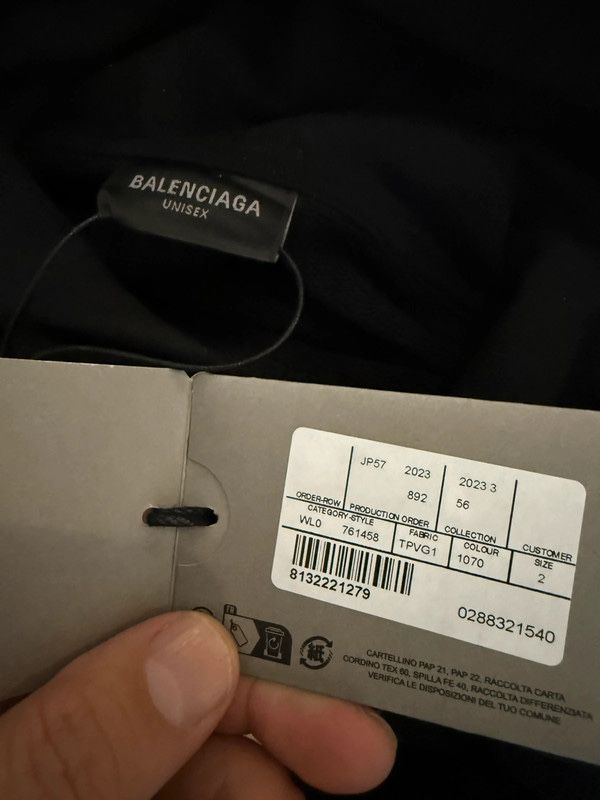 BALENCIAGA
UNISEX
JP57 2023 2023 3
892 56
ORDER-ROW PRODUCTION ORDER COLLECTION CUSTOMER
CATEGORY-STYLE FABRIC COLOUR SIZE
WL0 761458 TPVG1 1070 2
8132221279
0288321540
紙
CARTELLINO PAP 21, PAP 22, RACCOLTA CARTA
CORDINO TEX 60, SPILLA FE 40, RACCOLTA DIFFERENZIATA
VERIFICA LE DISPOSIZIONI DEL TUO COMUNE